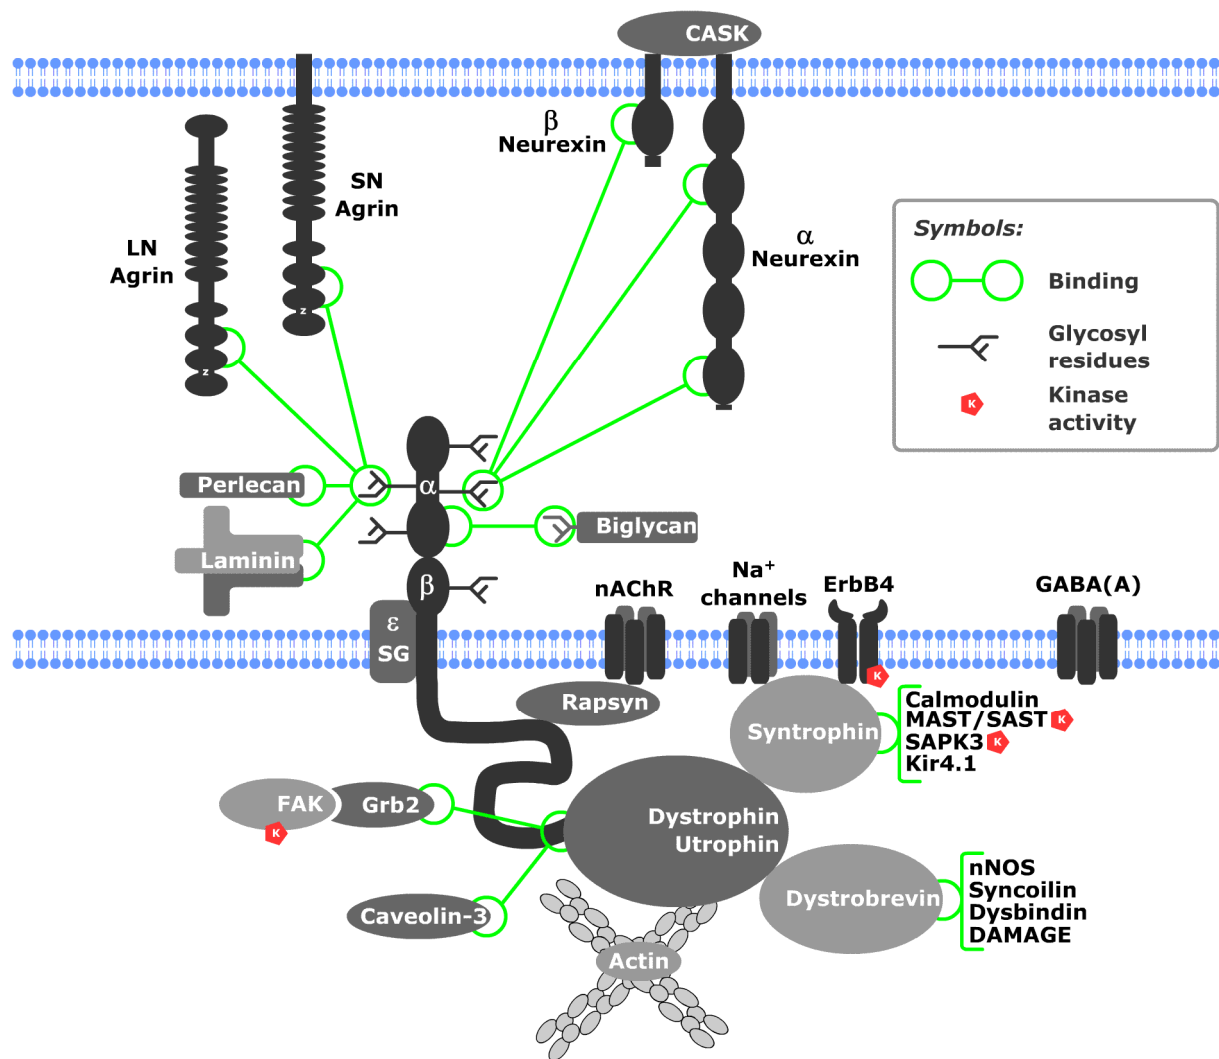 CASK
β
Neurexin
SN
Agrin
LN
Agrin
α
Neurexin
z
z
Symbols:
Binding
Glycosyl
residues
K
Kinase
activity
Perlecan
α
Biglycan
Laminin
β
ε
SG
nAChR
Na⁺
channels
ErbB4
GABA(A)
K
Rapsyn
Syntrophin
Calmodulin
MAST/SAST K
SAPK3 K
Kir4.1
FAK
K
Grb2
Dystrophin
Utrophin
Caveolin-3
Dystrobrevin
nNOS
Syncoilin
Dysbindin
DAMAGE
Actin